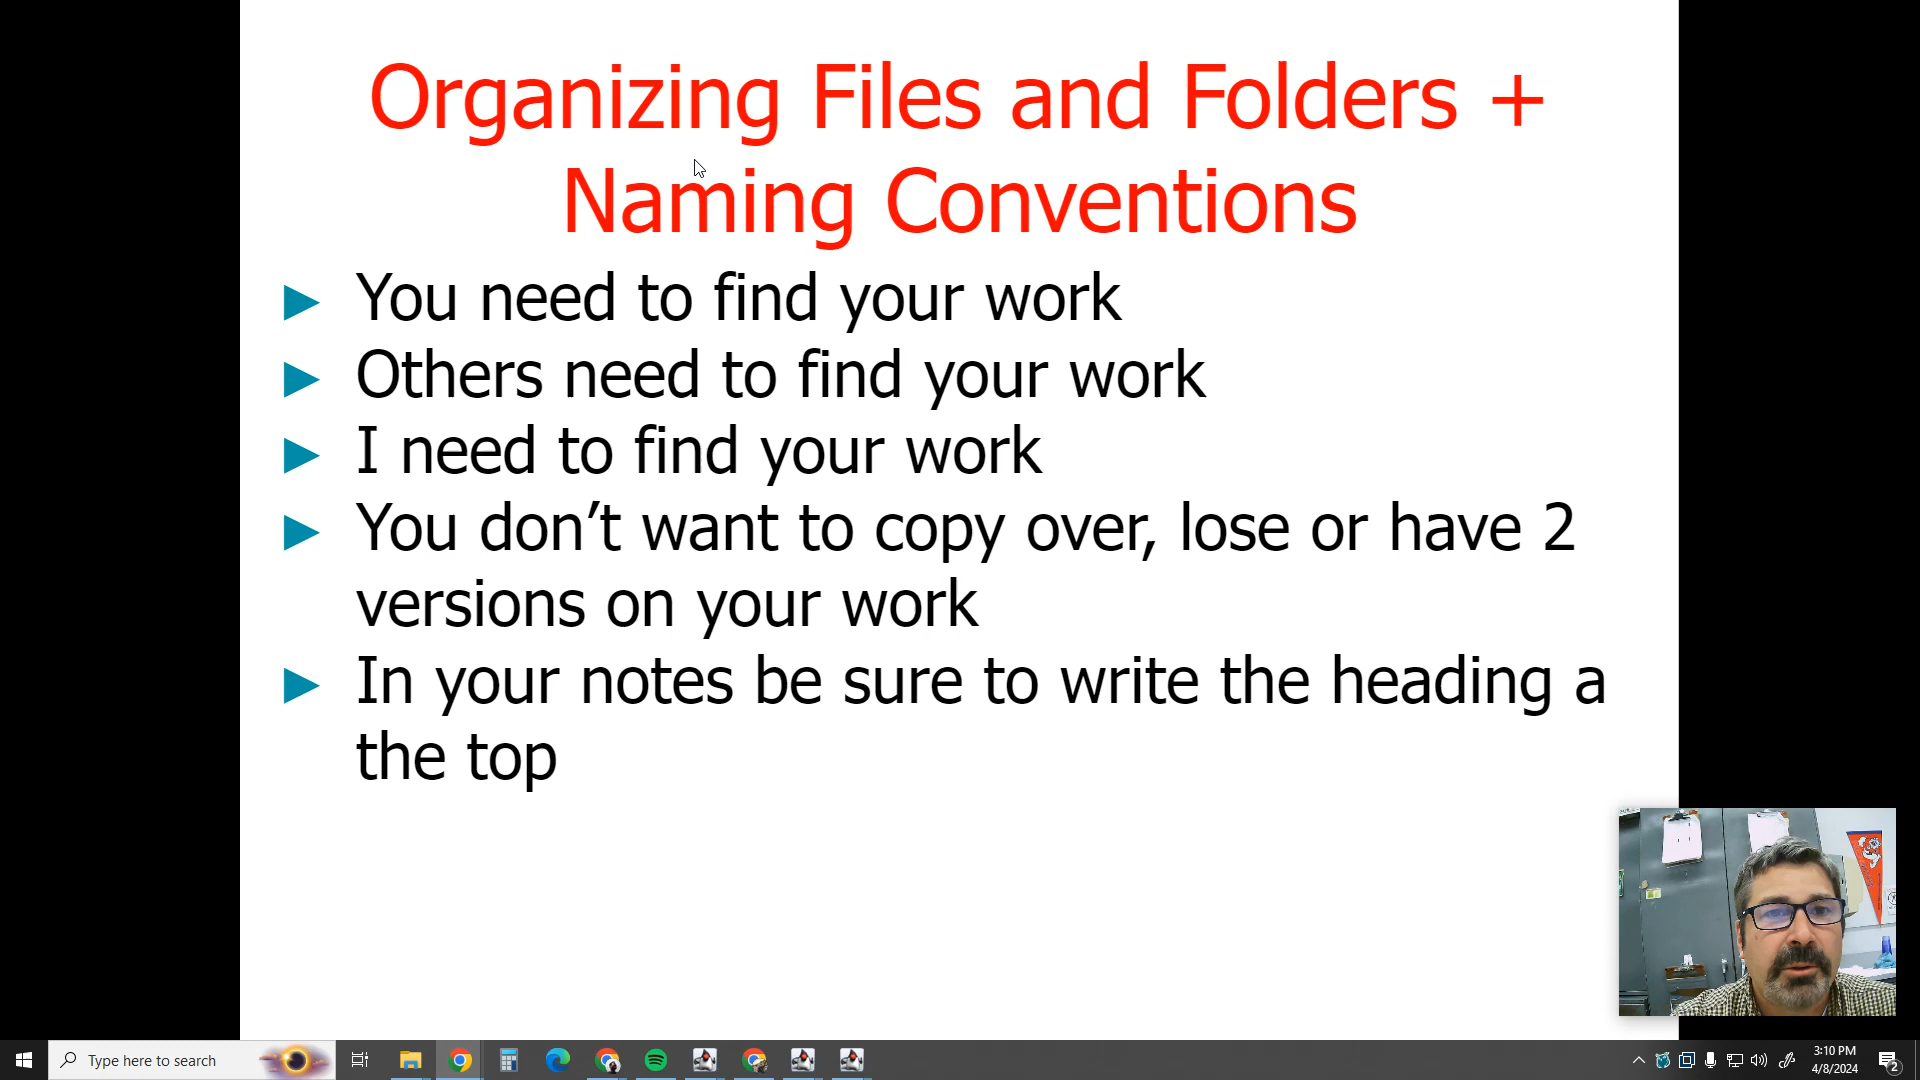 Organizing Files and Folders +
Naming Conventions
► You need to find your work
► Others need to find your work
► I need to find your work
► You don’t want to copy over, lose or have 2
versions on your work
► In your notes be sure to write the heading a
the top
Type here to search
3:10 PM
4/8/2024
2